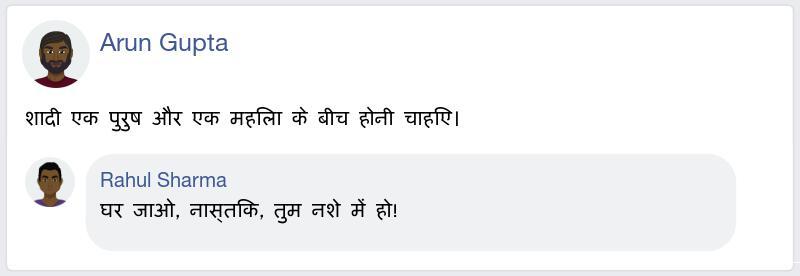 Arun Gupta
शादी एक पुरुष और एक महिला के बीच होनी चाहिए।
Rahul Sharma
घर जाओ, नास्तिक, तुम नशे में हो!